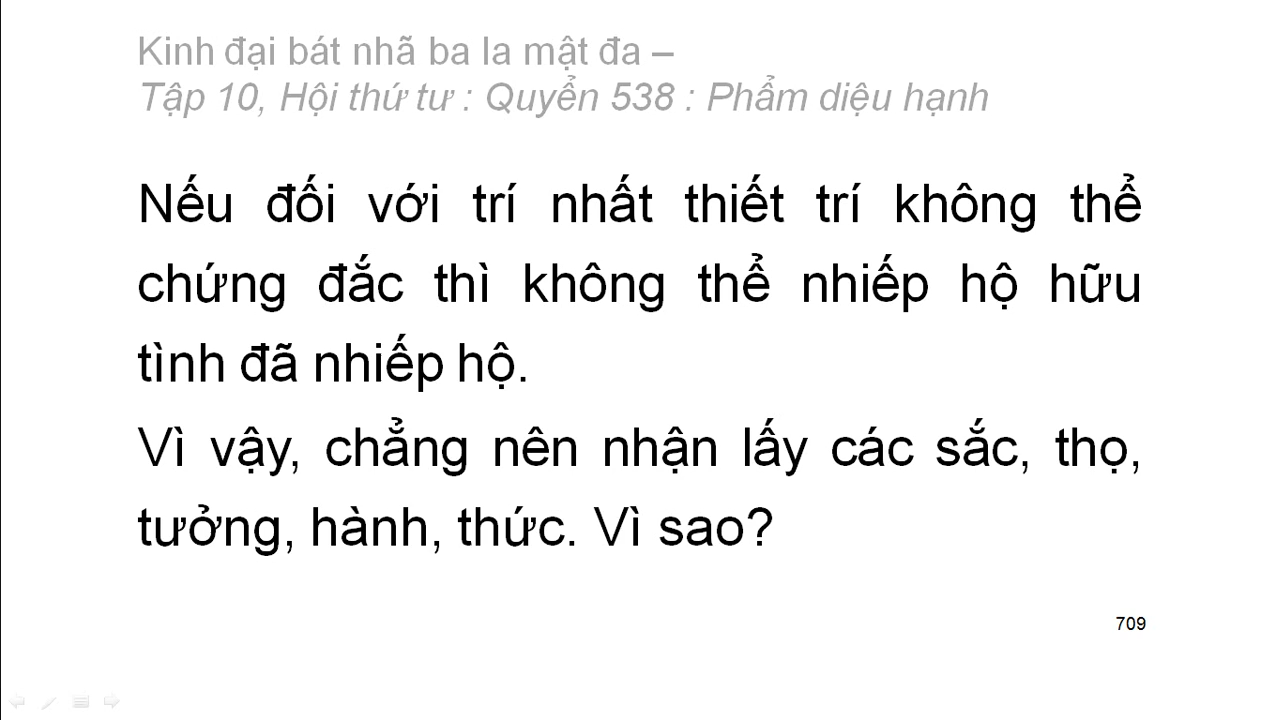 Kinh đại bát nhã ba la mật đa –
Tập 10, Hội thứ tư : Quyển 538 : Phẩm diệu hạnh
Nếu đối với trí nhất thiết trí không thể
chứng đắc thì không thể nhiếp hộ hữu
tình đã nhiếp hộ.
Vì vậy, chẳng nên nhận lấy các sắc, thọ,
tưởng, hành, thức. Vì sao?
709